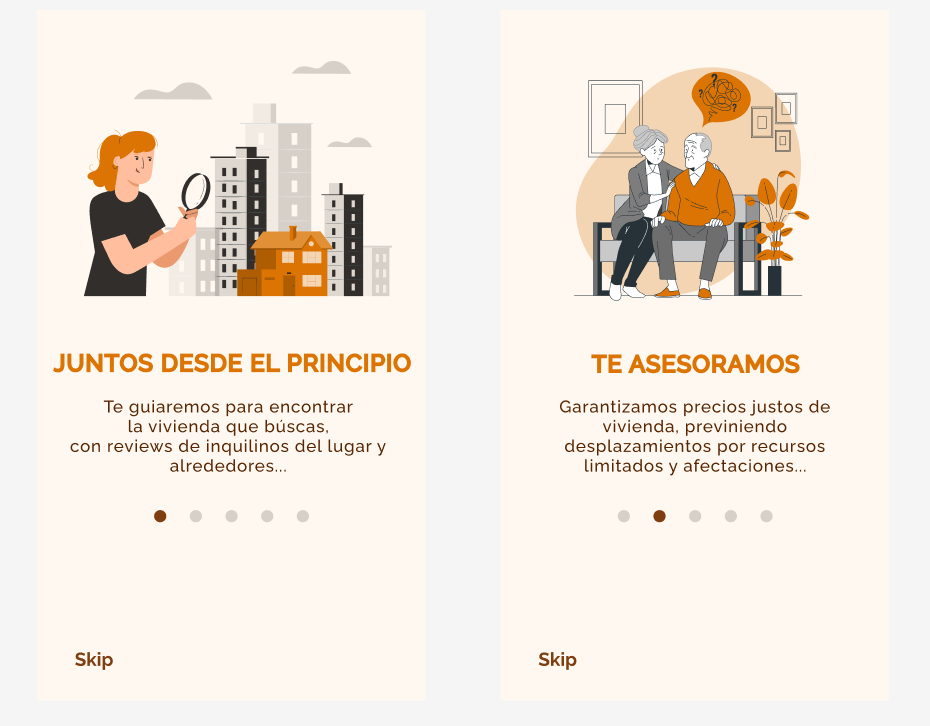 JUNTOS DESDE EL PRINCIPIO
Te guiaremos para encontrar
la vivienda que búscas,
con reviews de inquilinos del lugar y
alrededores...
Skip
? ? ?
TE ASESORAMOS
Garantizamos precios justos de
vivienda, previniendo
desplazamientos por recursos
limitados y afectaciones...
Skip